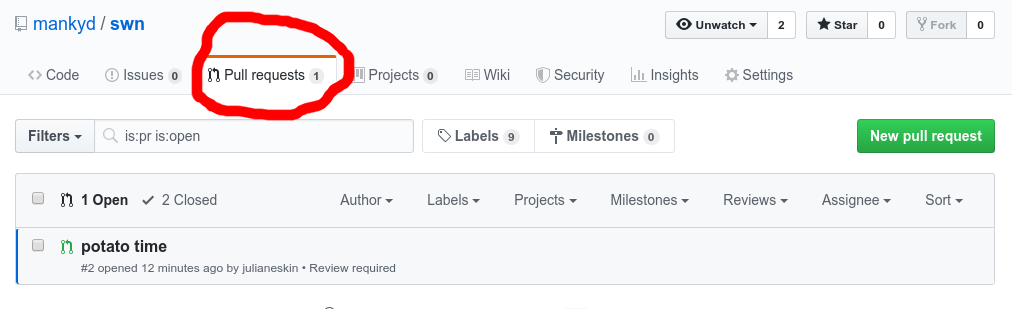 mankyd / swn
Unwatch 2 Star 0 Fork 0
Code Issues 0 Pull requests 1 Projects 0 Wiki Security Insights Settings
Filters is:pr is:open Labels 9 Milestones 0 New pull request
1 Open 2 Closed Author Labels Projects Milestones Reviews Assignee Sort
potato time
#2 opened 12 minutes ago by julianeskin • Review required